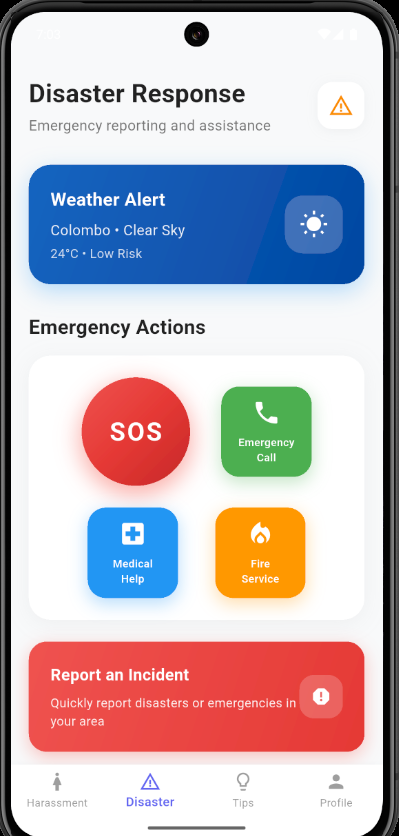 Disaster Response
Emergency reporting and assistance
Weather Alert
Colombo • Clear Sky
24°C • Low Risk
Emergency Actions
SOS
Emergency
Call
Medical
Help
Fire
Service
Report an Incident
Quickly report disasters or emergencies in
your area
Harassment
Disaster
Tips
Profile